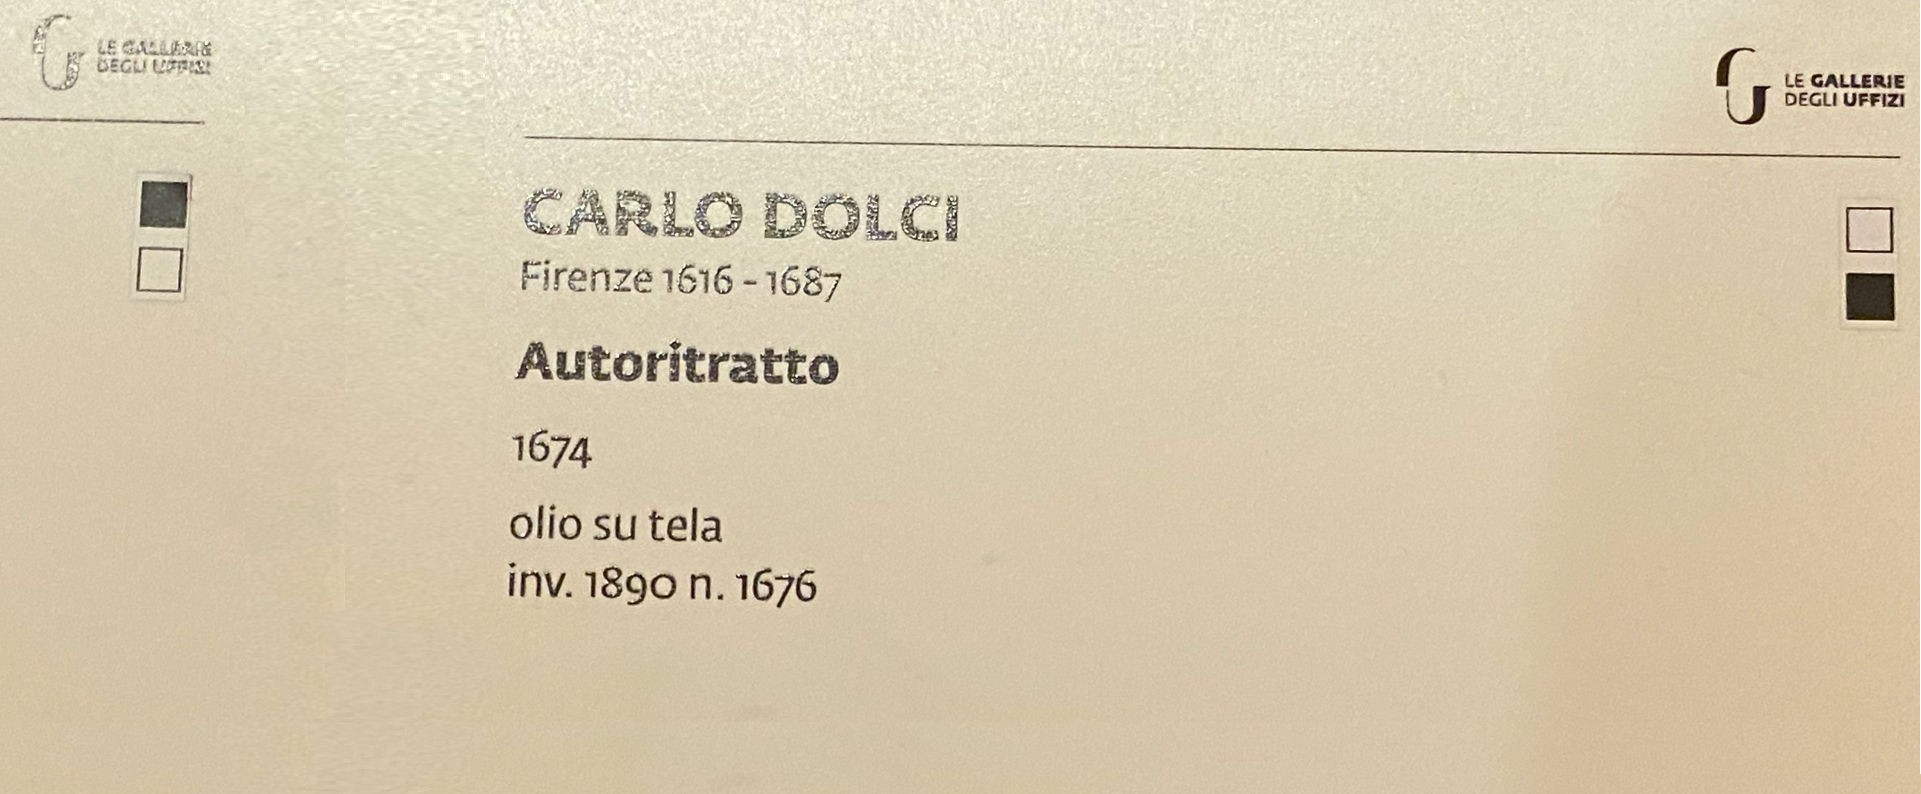 LE GALLERIE
DEGLI UFFIZI
LE GALLERIE
DEGLI UFFIZI
CARLO DOLCI
Firenze 1616 - 1687
Autoritratto
1674
olio su tela
inv. 1890 n. 1676